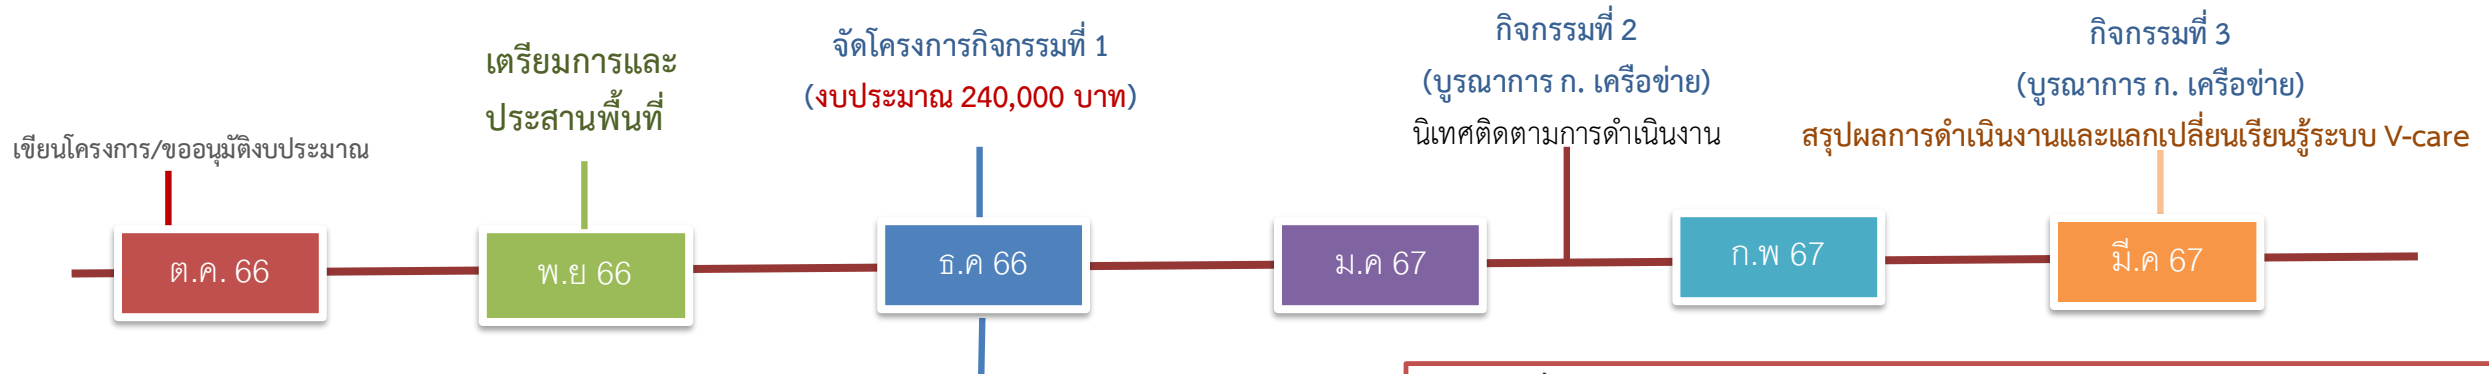 เขียนโครงการ/ขออนุมัติงบประมาณ
เตรียมการและ
ประสานพื้นที่
จัดโครงการกิจกรรมที่ 1
(งบประมาณ 240,000 บาท)
กิจกรรมที่ 2
(บูรณาการ ก. เครือข่าย)
นิเทศติดตามการดำเนินงาน
กิจกรรมที่ 3
(บูรณาการ ก. เครือข่าย)
สรุปผลการดำเนินงานและแลกเปลี่ยนเรียนรู้ระบบ V-care
ต.ค. 66
พ.ย 66
ธ.ค 66
ม.ค 67
ก.พ 67
มี.ค 67